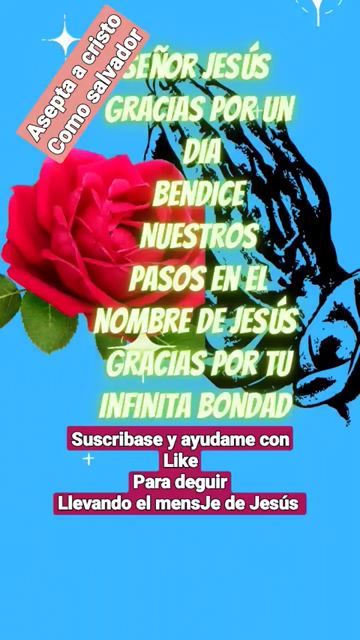 Asepta a cristo
Como salvador
SEÑOR JESÚS
GRACIAS POR UN
DIA
BENDICE
NUESTROS
PASOS EN EL
NOMBRE DE JESÚS
GRACIAS POR TU
INFINITA BONDAD
Suscribase y ayudame con
Like
Para deguir
Llevando el mensJe de Jesús